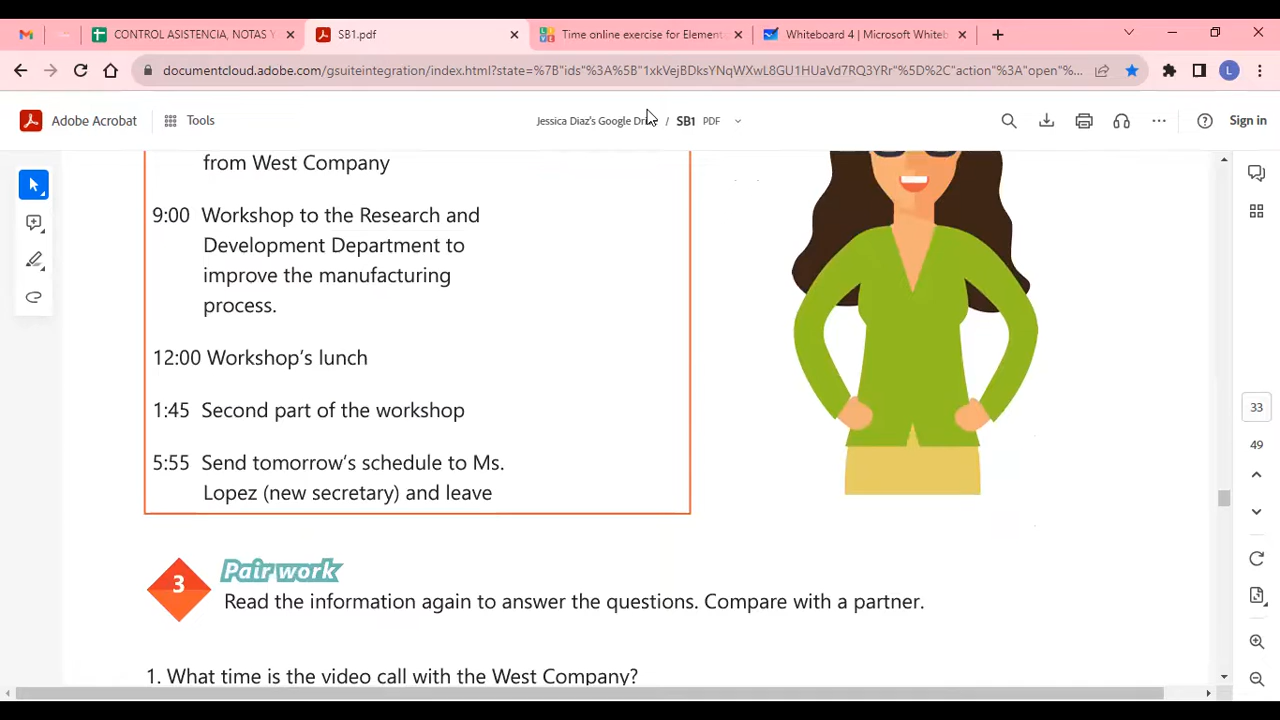 CONTROL ASISTENCIA, NOTAS Y
SB1.pdf
Time online exercise for Elementa
Whiteboard 4 | Microsoft Whiteb
documentcloud.adobe.com/gsuiteintegration/index.html?state=%7B"ids"%3A%5B"1xkVejBDksYNqWXwL8GU1HUaVd7RQ3YRr"%5D%2C"action"%3A"open"%...
L
Adobe Acrobat
Tools
Jessica Diaz's Google Drive / SB1 PDF
Sign in
from West Company
9:00 Workshop to the Research and
Development Department to
improve the manufacturing
process.
12:00 Workshop's lunch
1:45 Second part of the workshop
5:55 Send tomorrow's schedule to Ms.
Lopez (new secretary) and leave
33
49
3 Pair work
Read the information again to answer the questions. Compare with a partner.
1. What time is the video call with the West Company?